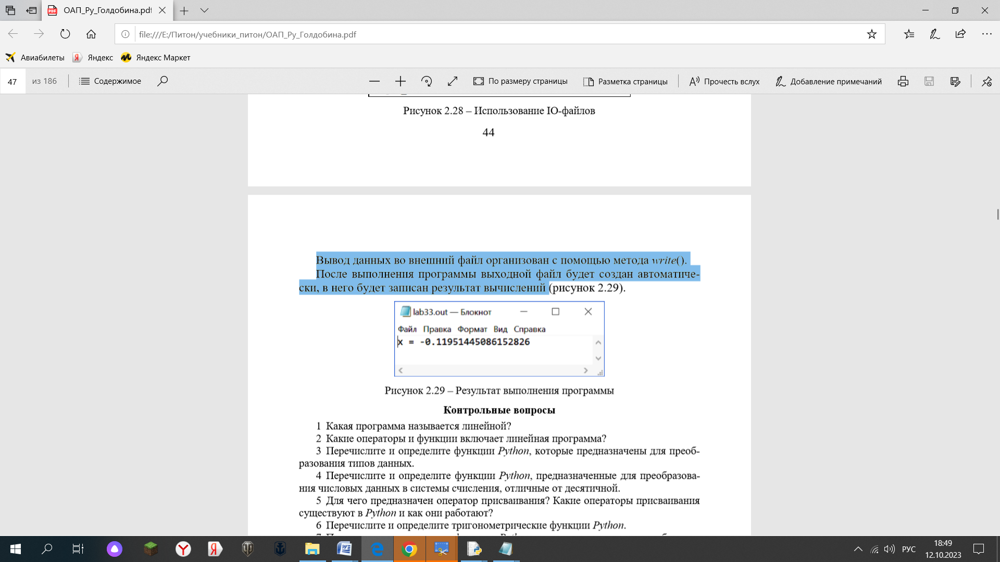 ОАП_Ру_Голдобина.pdf
file:///E:/Питон/учебники_питон/ОАП_Ру_Голдобина.pdf
Авиабилеты Яндекс Яндекс Маркет
47 из 186 Содержимое По размеру страницы Разметка страницы Прочесть вслух Добавление примечаний
Рисунок 2.28 – Использование IO-файлов
44
Вывод данных во внешний файл организован с помощью метода write().
После выполнения программы выходной файл будет создан автоматиче-
ски, в него будет записан результат вычислений (рисунок 2.29).
lab33.out — Блокнот
Файл Правка Формат Вид Справка
x = -0.11951445086152826
Рисунок 2.29 – Результат выполнения программы
Контрольные вопросы
1 Какая программа называется линейной?
2 Какие операторы и функции включает линейная программа?
3 Перечислите и определите функции Python, которые предназначены для преоб-
разования типов данных.
4 Перечислите и определите функции Python, предназначенные для преобразова-
ния числовых данных в системы счисления, отличные от десятичной.
5 Для чего предназначен оператор присваивания? Какие операторы присваивания
существуют в Python и как они работают?
6 Перечислите и определите тригонометрические функции Python.
РУС
18:49
12.10.2023